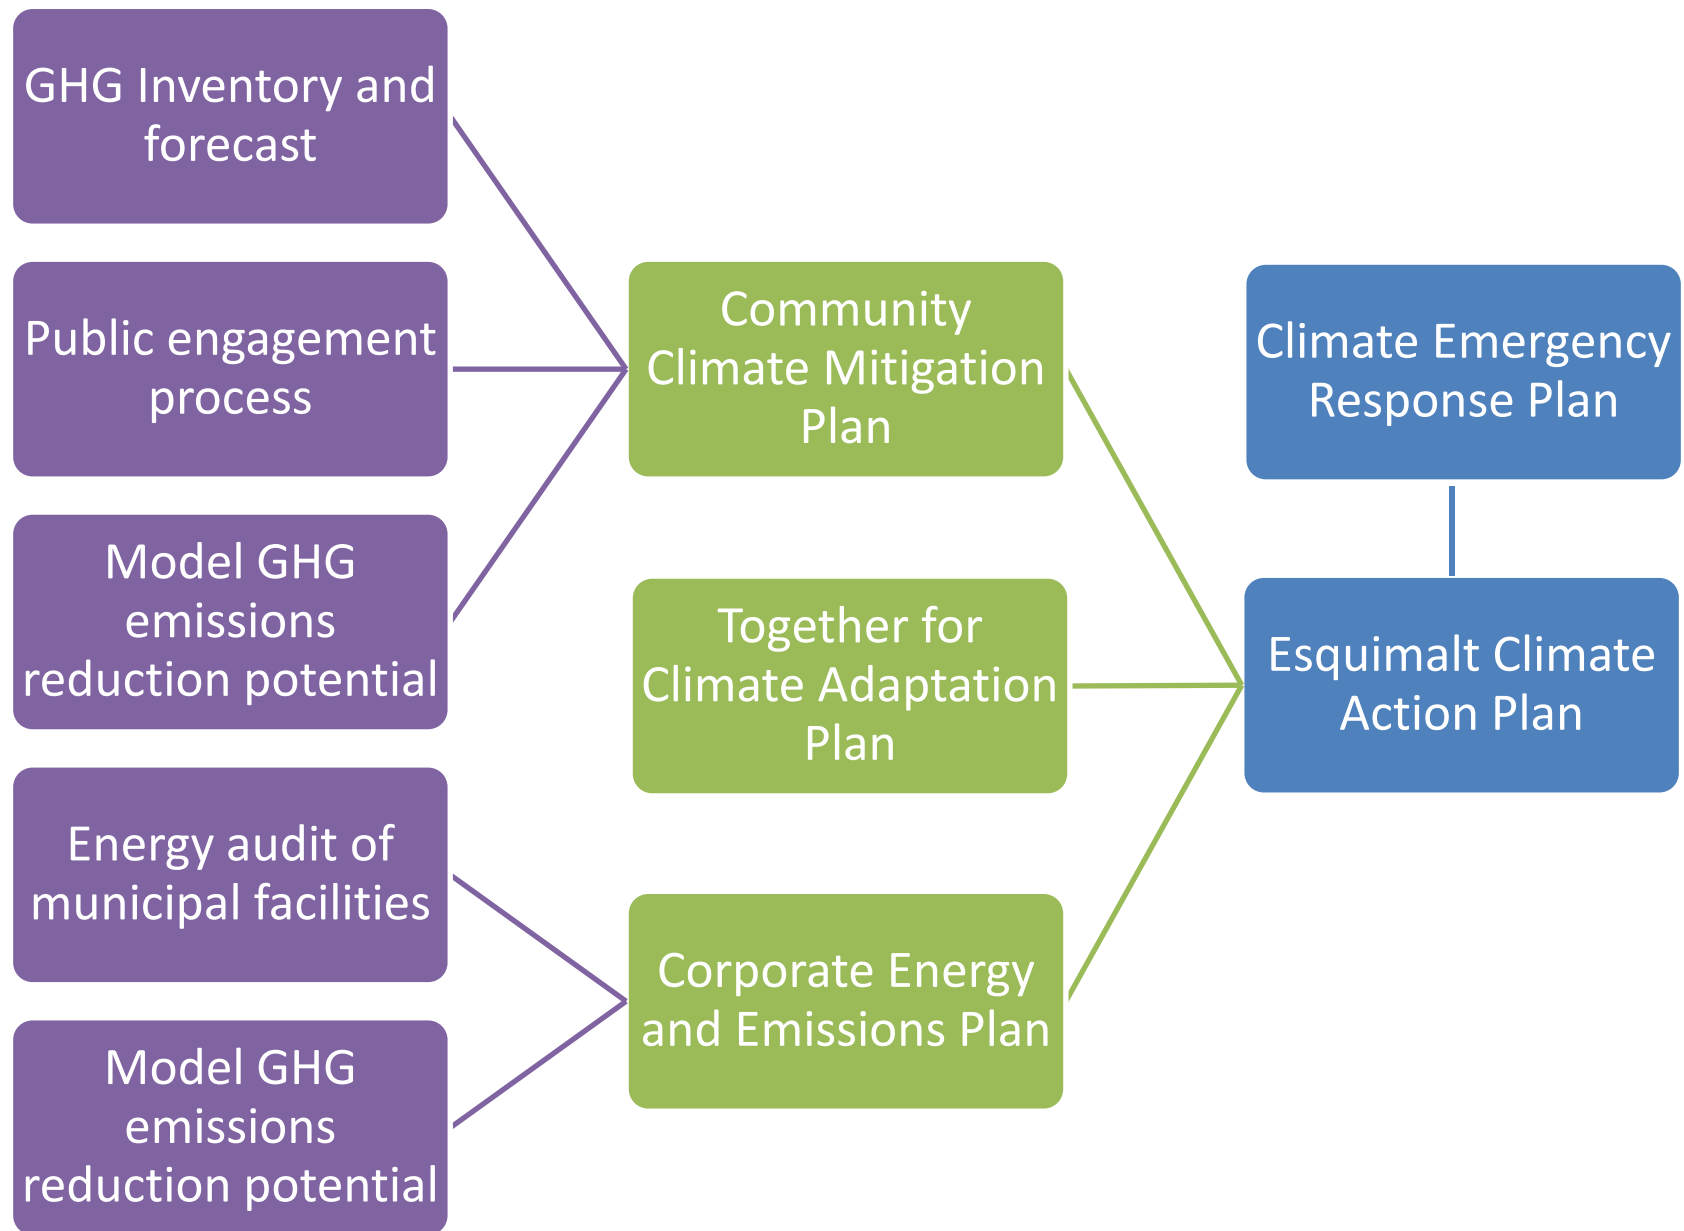 GHG Inventory and
forecast
Public engagement
process
Model GHG
emissions
reduction potential
Energy audit of
municipal facilities
Model GHG
emissions
reduction potential
Community
Climate Mitigation
Plan
Together for
Climate Adaptation
Plan
Corporate Energy
and Emissions Plan
Climate Emergency
Response Plan
Esquimalt Climate
Action Plan